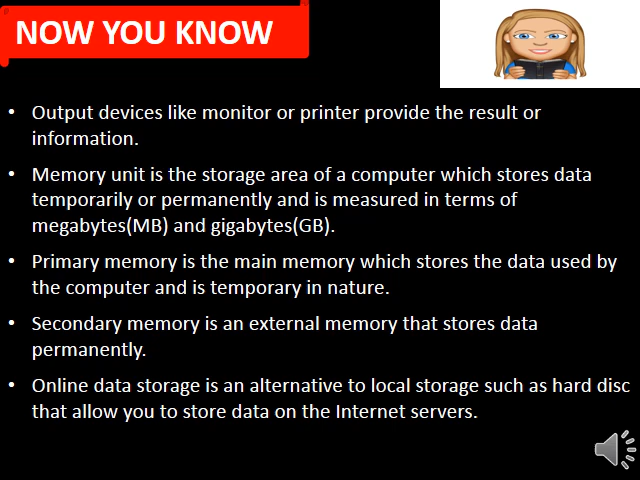 NOW YOU KNOW
• Output devices like monitor or printer provide the result or
information.
• Memory unit is the storage area of a computer which stores data
temporarily or permanently and is measured in terms of
megabytes(MB) and gigabytes(GB).
• Primary memory is the main memory which stores the data used by
the computer and is temporary in nature.
• Secondary memory is an external memory that stores data
permanently.
• Online data storage is an alternative to local storage such as hard disc
that allow you to store data on the Internet servers.